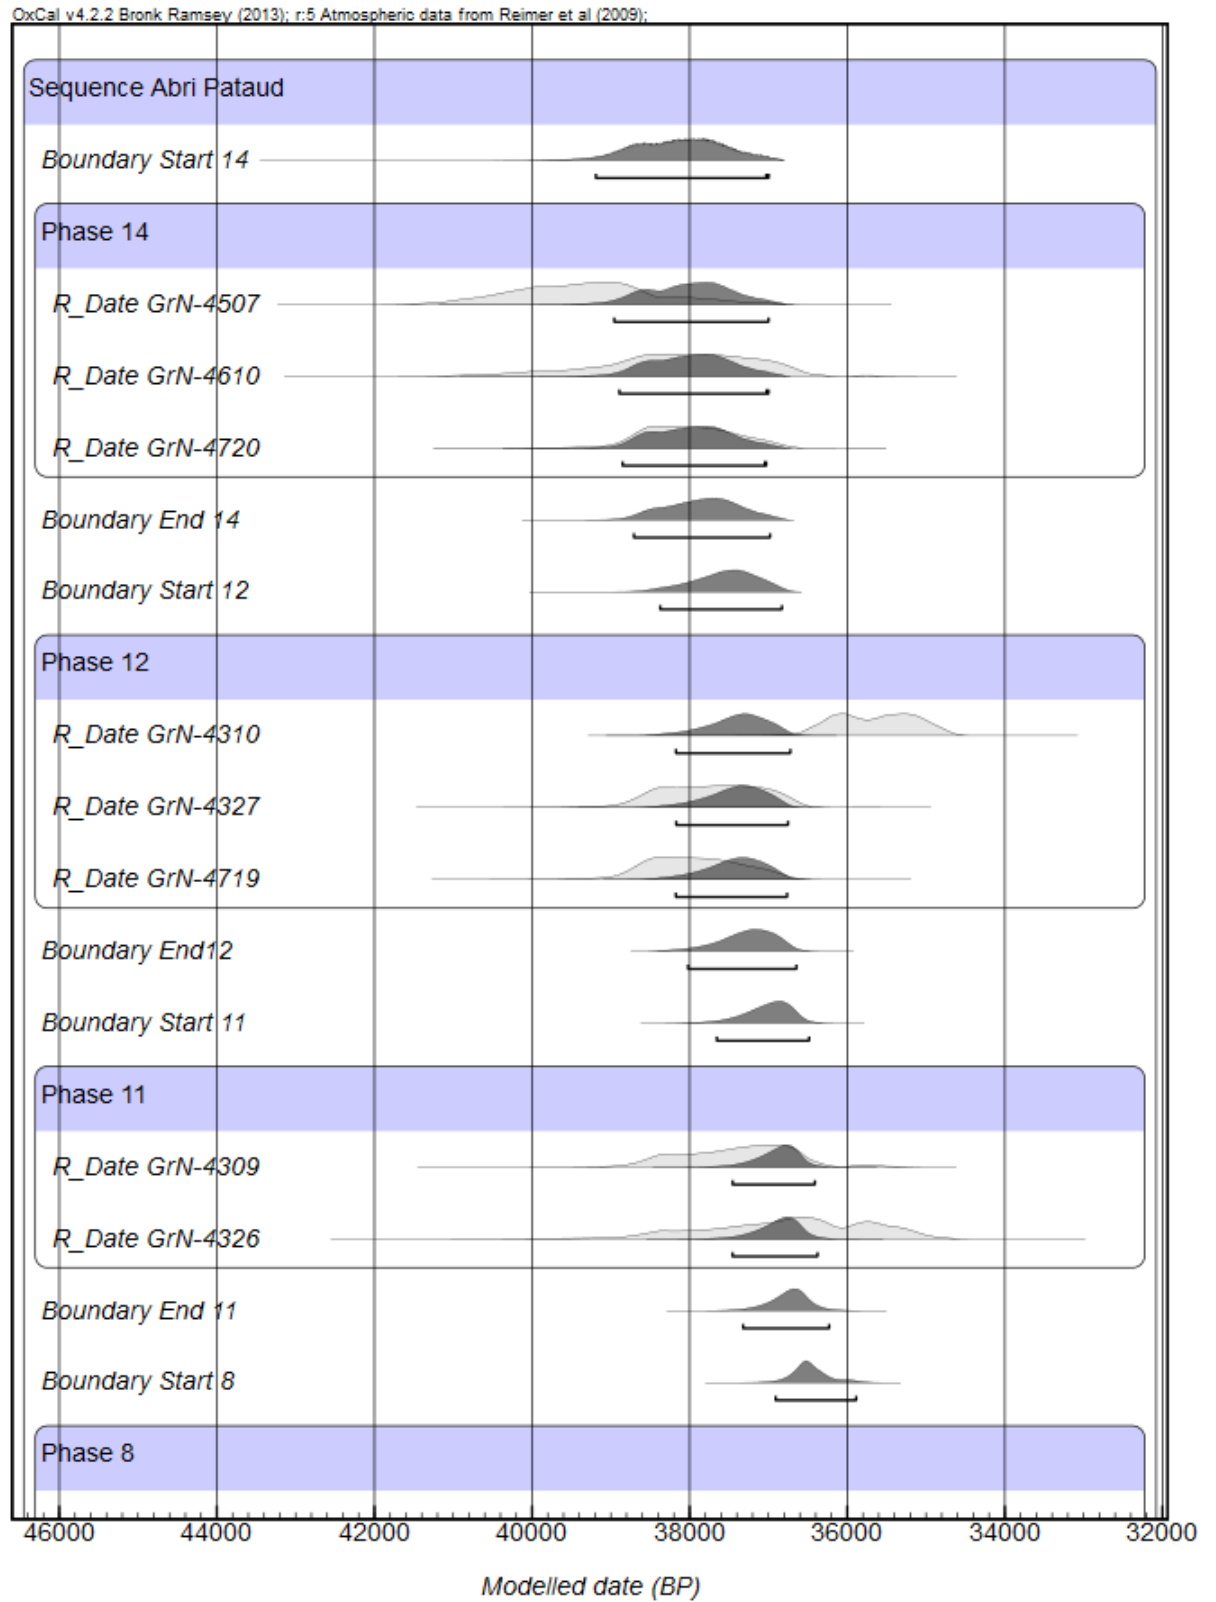 OxCal v4.2.2 Bronk Ramsey (2013); r:5 Atmospheric data from Reimer et al (2009);
Sequence Abri Pataud
Boundary Start 14
Phase 14
R_Date GrN-4507
R_Date GrN-4610
R_Date GrN-4720
Boundary End 14
Boundary Start 12
Phase 12
R_Date GrN-4310
R_Date GrN-4327
R_Date GrN-4719
Boundary End12
Boundary Start 11
Phase 11
R_Date GrN-4309
R_Date GrN-4326
Boundary End 11
Boundary Start 8
Phase 8
46000 44000 42000 40000 38000 36000 34000 32000
Modelled date (BP)